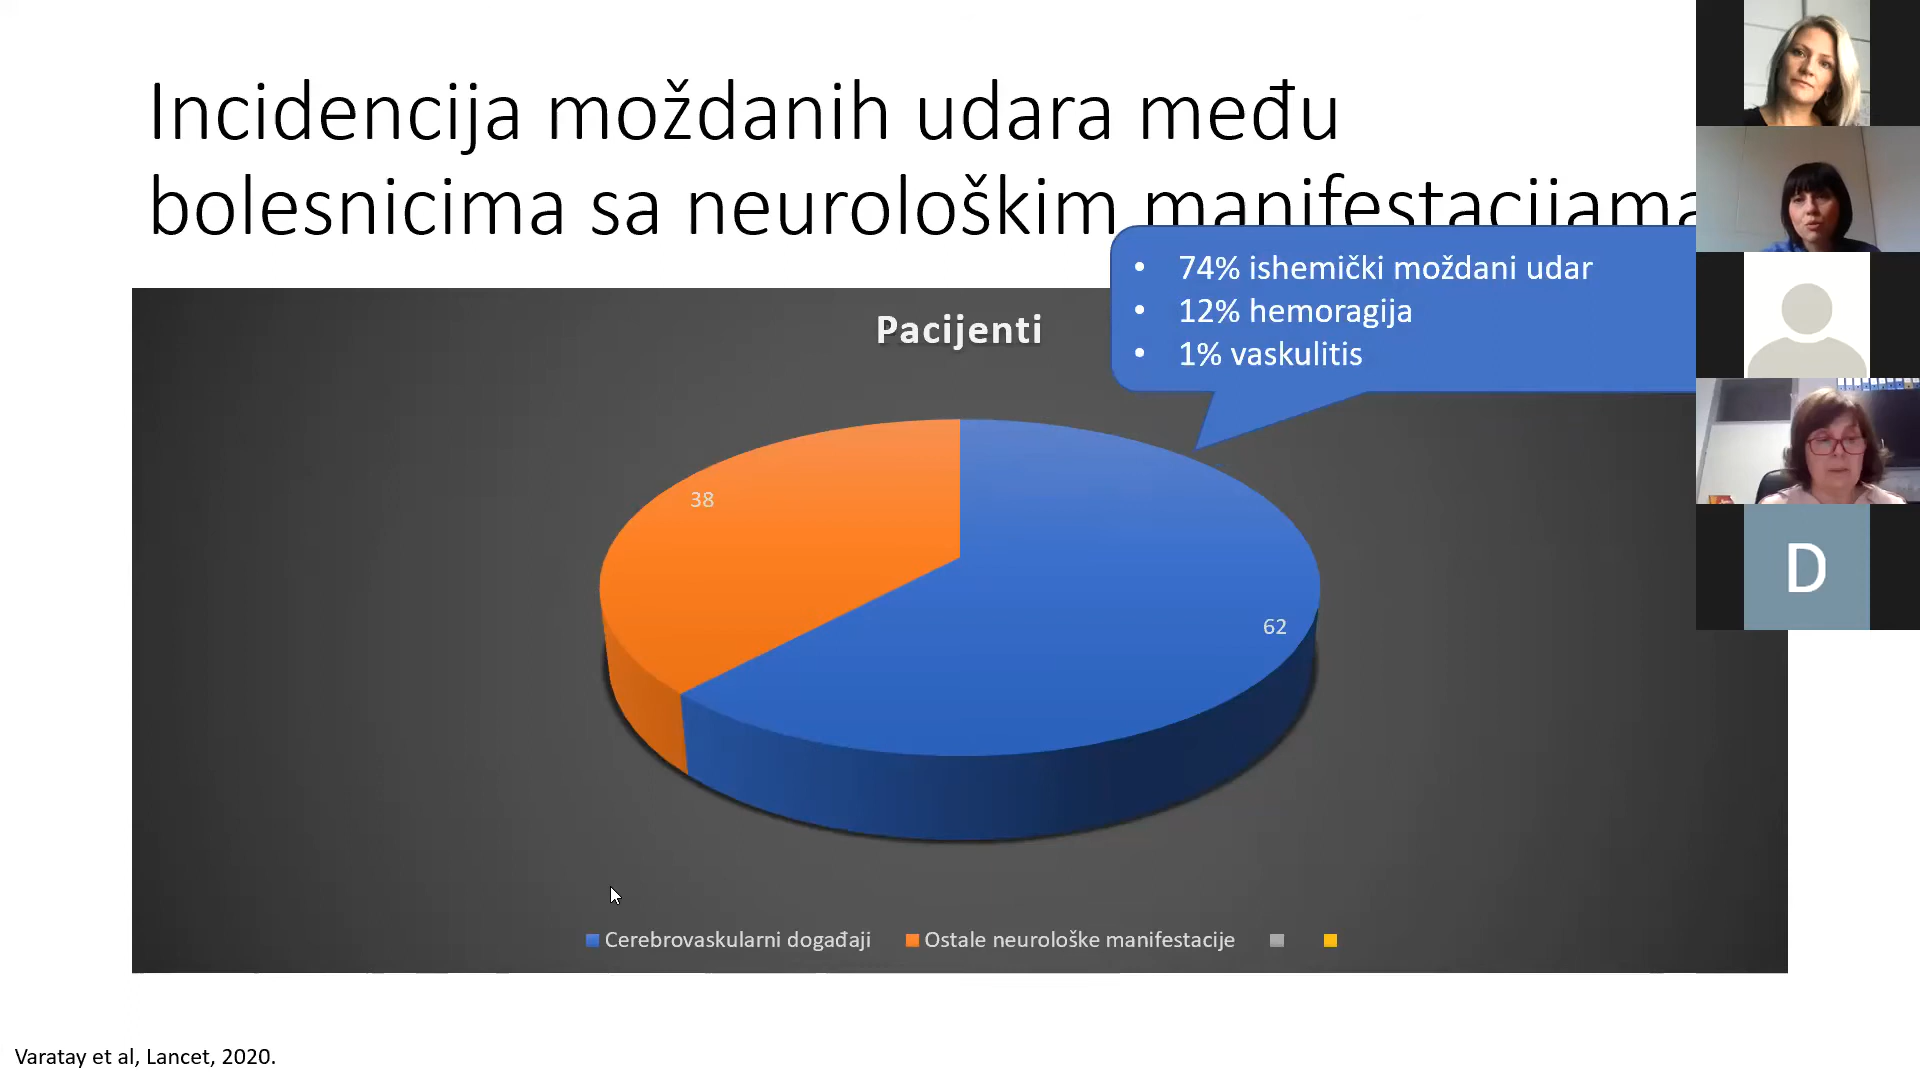 Incidencija moždanih udara među
bolesnicima sa neurološkim manifestacijama
• 74% ishemički moždani udar
• 12% hemoragija
• 1% vaskulitis
Pacijenti
38
62
Cerebrovaskularni događaji
Ostale neurološke manifestacije
D
Varatay et al, Lancet, 2020.